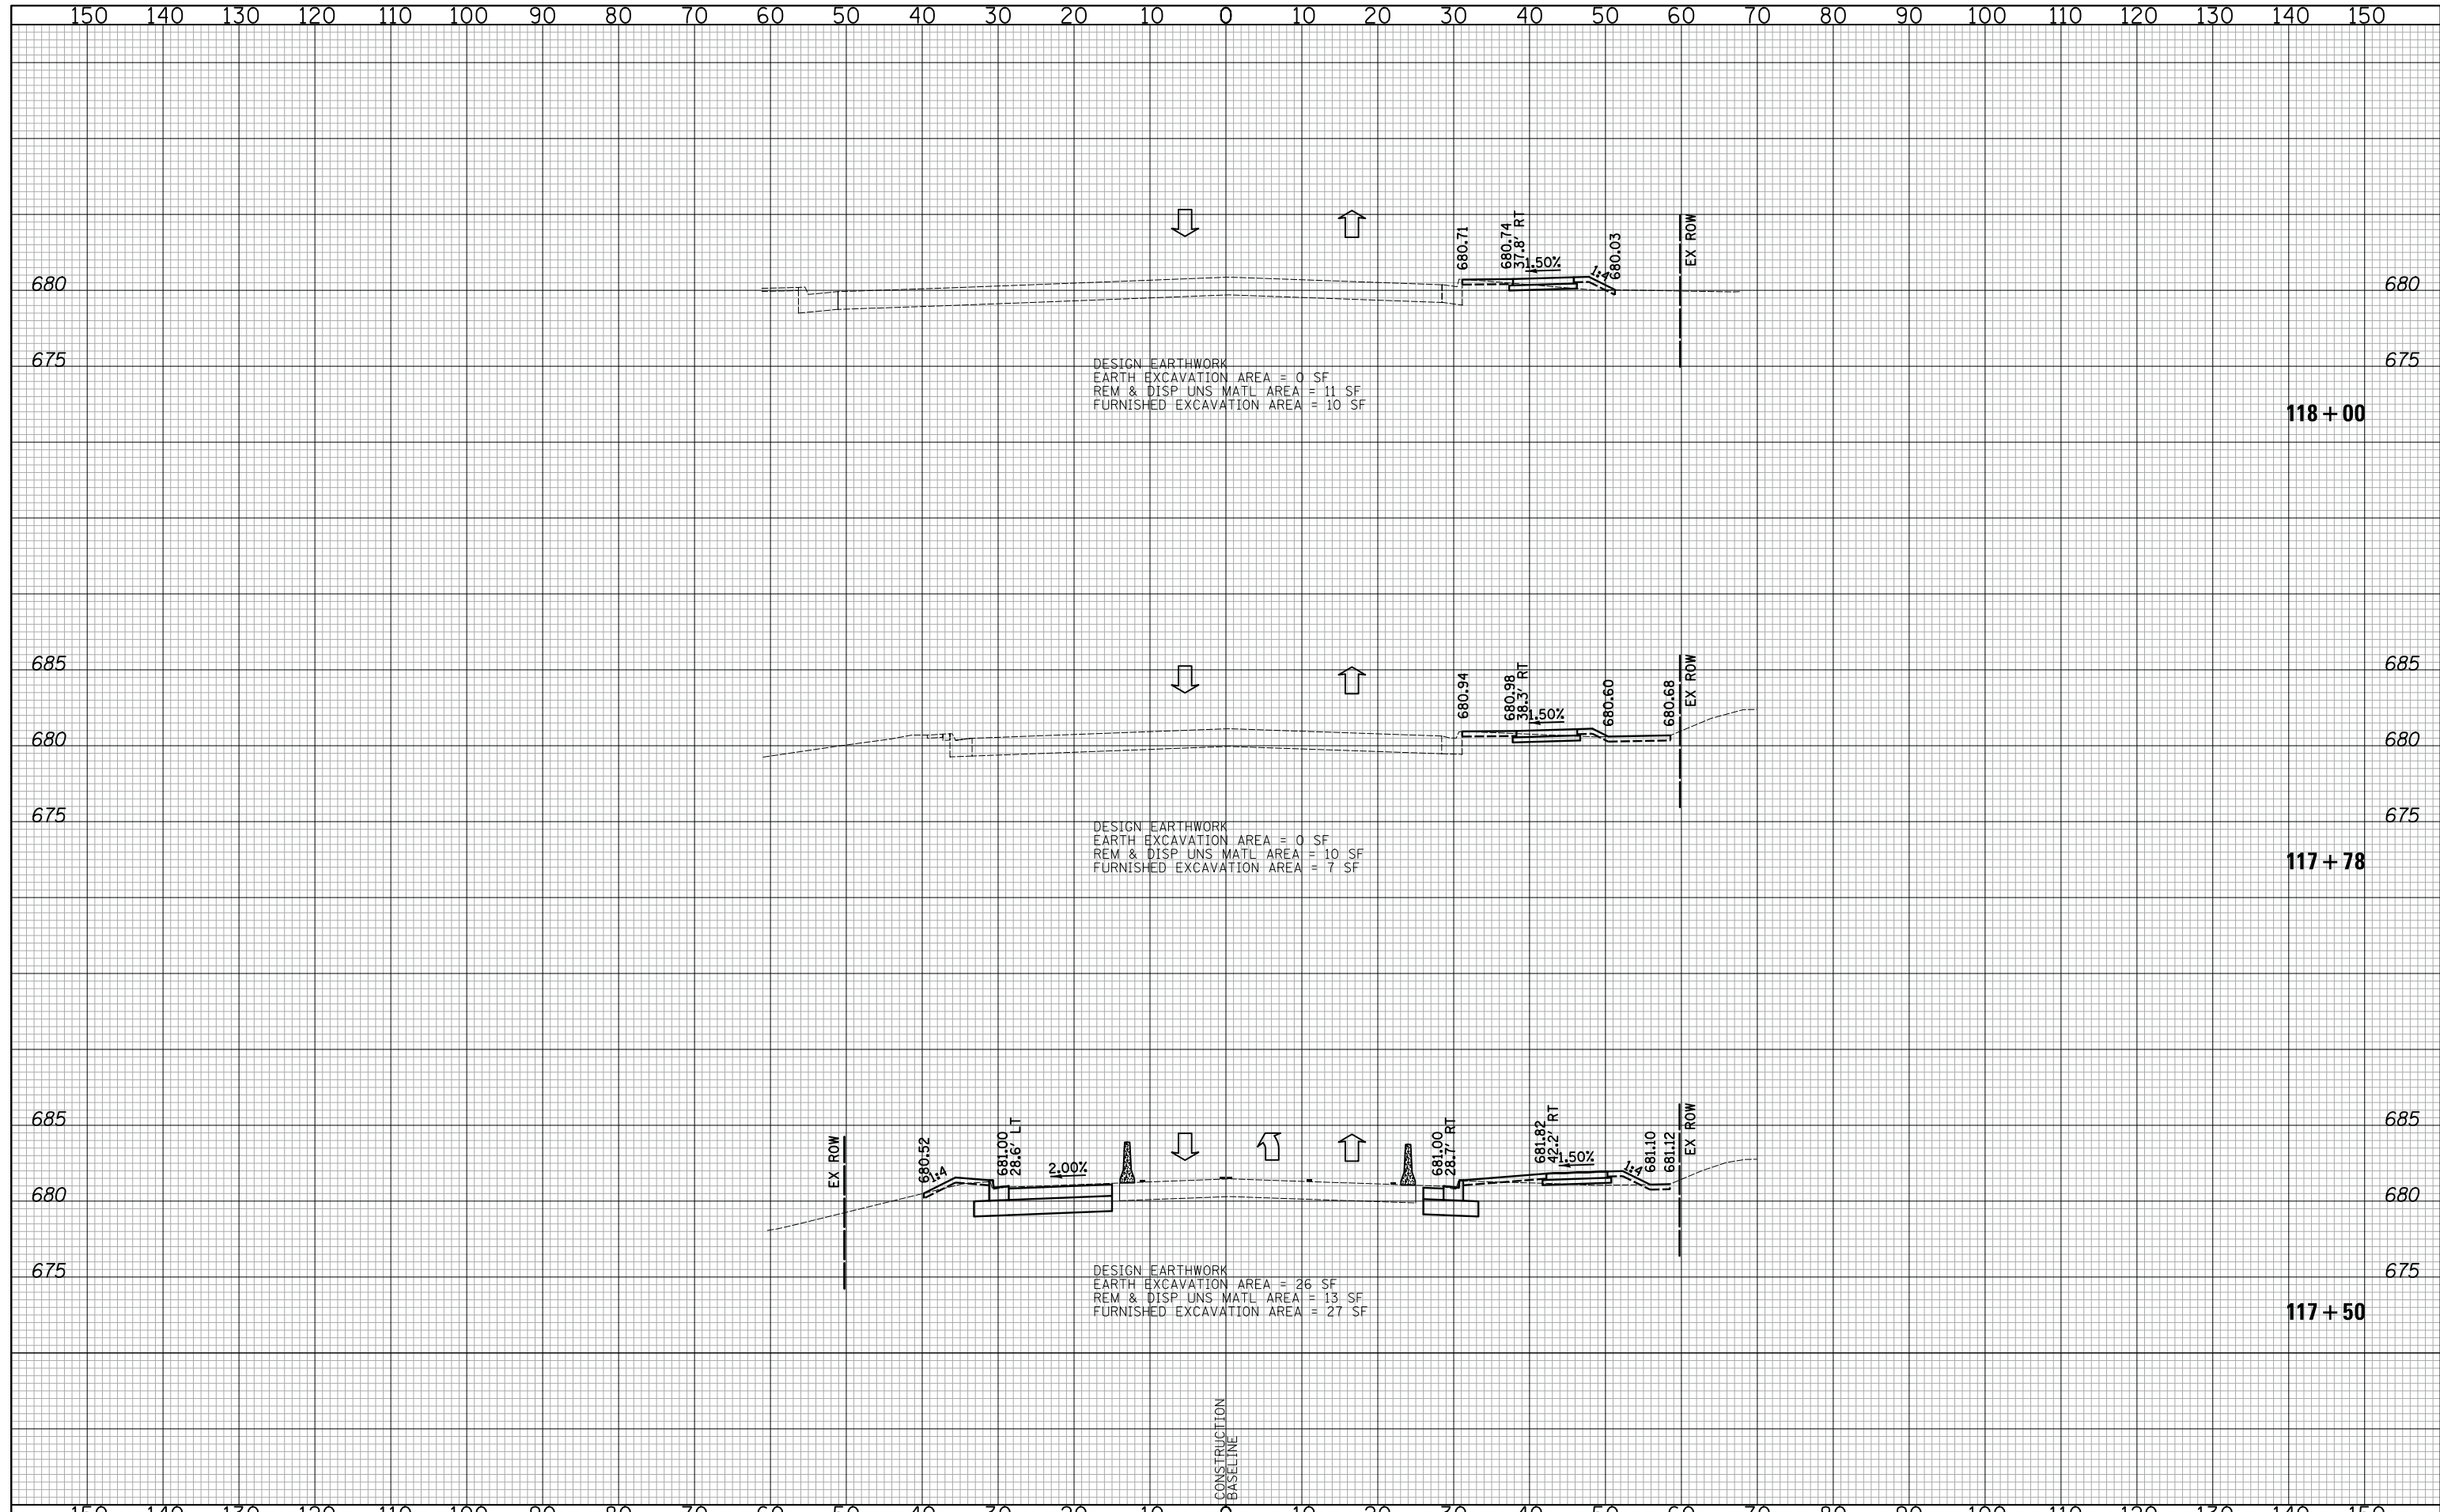 150 140 130 120 110 100 90 80 70 60 50 40 30 20 10 0 10 20 30 40 50 60 70 80 90 100 110 120 130 140 150
680.71
680.74
37.8' RT
1.50%
1:4
680.03
EX ROW
680 680
675 675
DESIGN EARTHWORK
EARTH EXCAVATION AREA = 0 SF
REM & DISP UNS MATL AREA = 11 SF
FURNISHED EXCAVATION AREA = 10 SF
118+00
685 685
680.94
680.98
38.3' RT
1.50%
680.60
680.68
EX ROW
680 680
675 675
DESIGN EARTHWORK
EARTH EXCAVATION AREA = 0 SF
REM & DISP UNS MATL AREA = 10 SF
FURNISHED EXCAVATION AREA = 7 SF
117+78
685 685
EX ROW
680.52
1:4
681.00
28.6' LT
2.00%
681.00
28.7' RT
681.82
42.2' RT
1.50%
1:4
681.10
681.12
EX ROW
680 680
675 675
DESIGN EARTHWORK
EARTH EXCAVATION AREA = 26 SF
REM & DISP UNS MATL AREA = 13 SF
FURNISHED EXCAVATION AREA = 27 SF
117+50
CONSTRUCTION
BASELINE
150 140 130 120 110 100 90 80 70 60 50 40 30 20 10 0 10 20 30 40 50 60 70 80 90 100 110 120 130 140 150